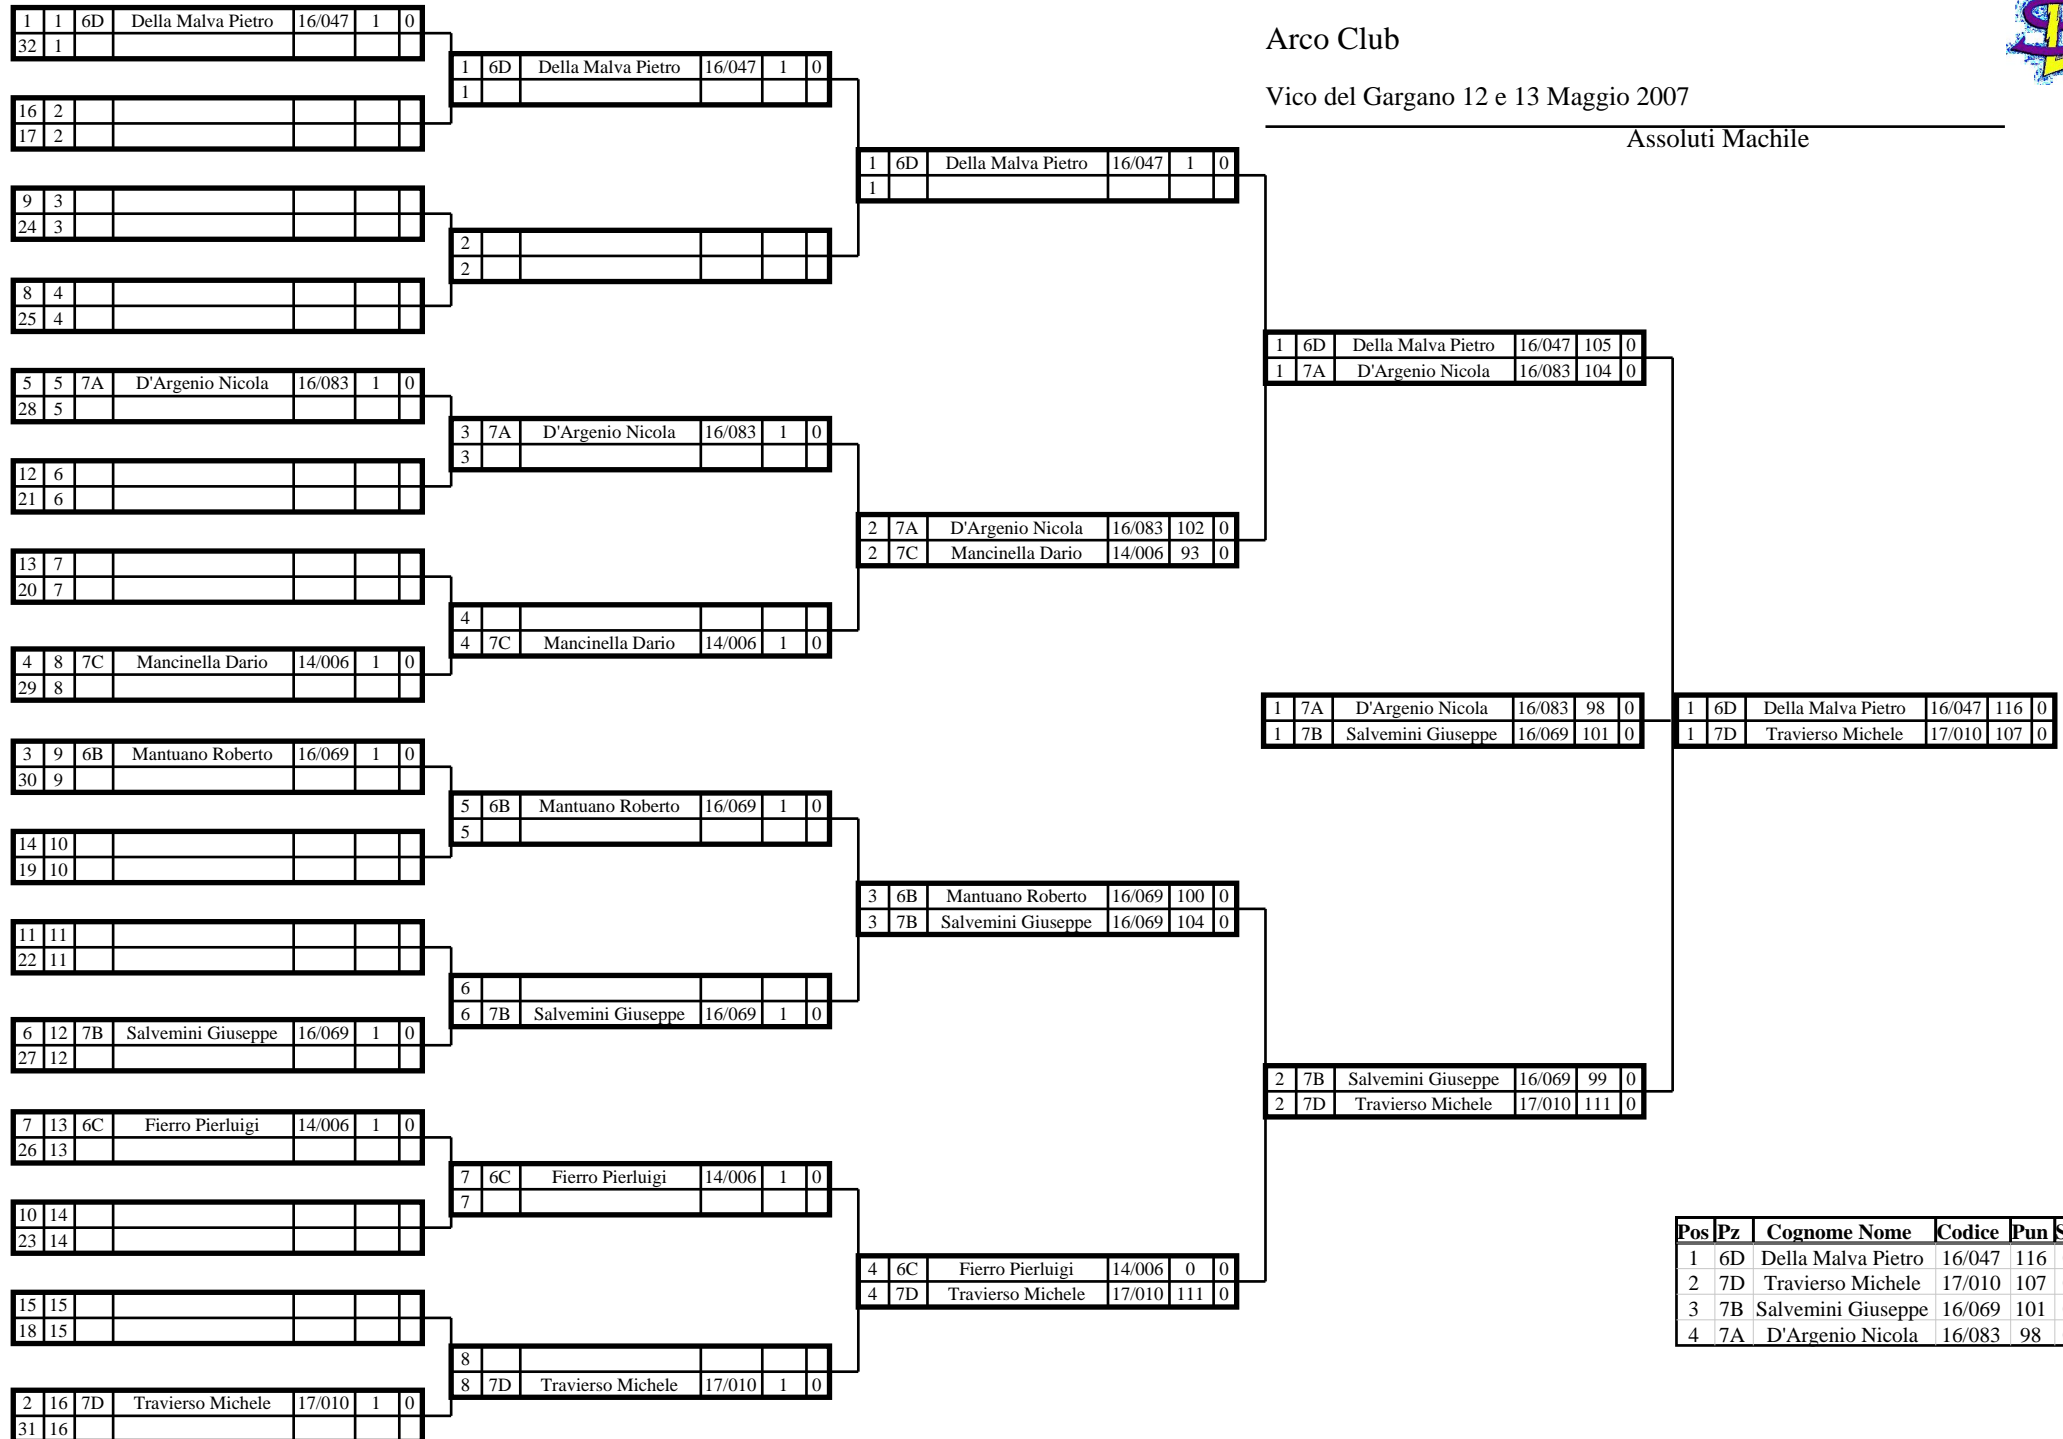 Arco Club
Vico del Gargano 12 e 13 Maggio 2007
Assoluti Machile
1 1 6D Della Malva Pietro 16/047 1 0
32 1
16 2
17 2
9 3
24 3
8 4
25 4
5 5 7A D'Argenio Nicola 16/083 1 0
28 5
12 6
21 6
13 7
20 7
4 8 7C Mancinella Dario 14/006 1 0
29 8
3 9 6B Mantuano Roberto 16/069 1 0
30 9
14 10
19 10
11 11
22 11
6 12 7B Salvemini Giuseppe 16/069 1 0
27 12
7 13 6C Fierro Pierluigi 14/006 1 0
26 13
10 14
23 14
15 15
18 15
2 16 7D Travierso Michele 17/010 1 0
31 16
1 6D Della Malva Pietro 16/047 1 0
1
2
2
3 7A D'Argenio Nicola 16/083 1 0
3
4
4 7C Mancinella Dario 14/006 1 0
5 6B Mantuano Roberto 16/069 1 0
5
6
6 7B Salvemini Giuseppe 16/069 1 0
7 6C Fierro Pierluigi 14/006 1 0
7
8
8 7D Travierso Michele 17/010 1 0
1 6D Della Malva Pietro 16/047 1 0
1
2 7A D'Argenio Nicola 16/083 102 0
2 7C Mancinella Dario 14/006 93 0
3 6B Mantuano Roberto 16/069 100 0
3 7B Salvemini Giuseppe 16/069 104 0
4 6C Fierro Pierluigi 14/006 0 0
4 7D Travierso Michele 17/010 111 0
1 6D Della Malva Pietro 16/047 105 0
1 7A D'Argenio Nicola 16/083 104 0
1 7A D'Argenio Nicola 16/083 98 0
1 7B Salvemini Giuseppe 16/069 101 0
2 7B Salvemini Giuseppe 16/069 99 0
2 7D Travierso Michele 17/010 111 0
1 6D Della Malva Pietro 16/047 116 0
1 7D Travierso Michele 17/010 107 0
Pos Pz Cognome Nome Codice Pun
1 6D Della Malva Pietro 16/047 116
2 7D Travierso Michele 17/010 107
3 7B Salvemini Giuseppe 16/069 101
4 7A D'Argenio Nicola 16/083 98